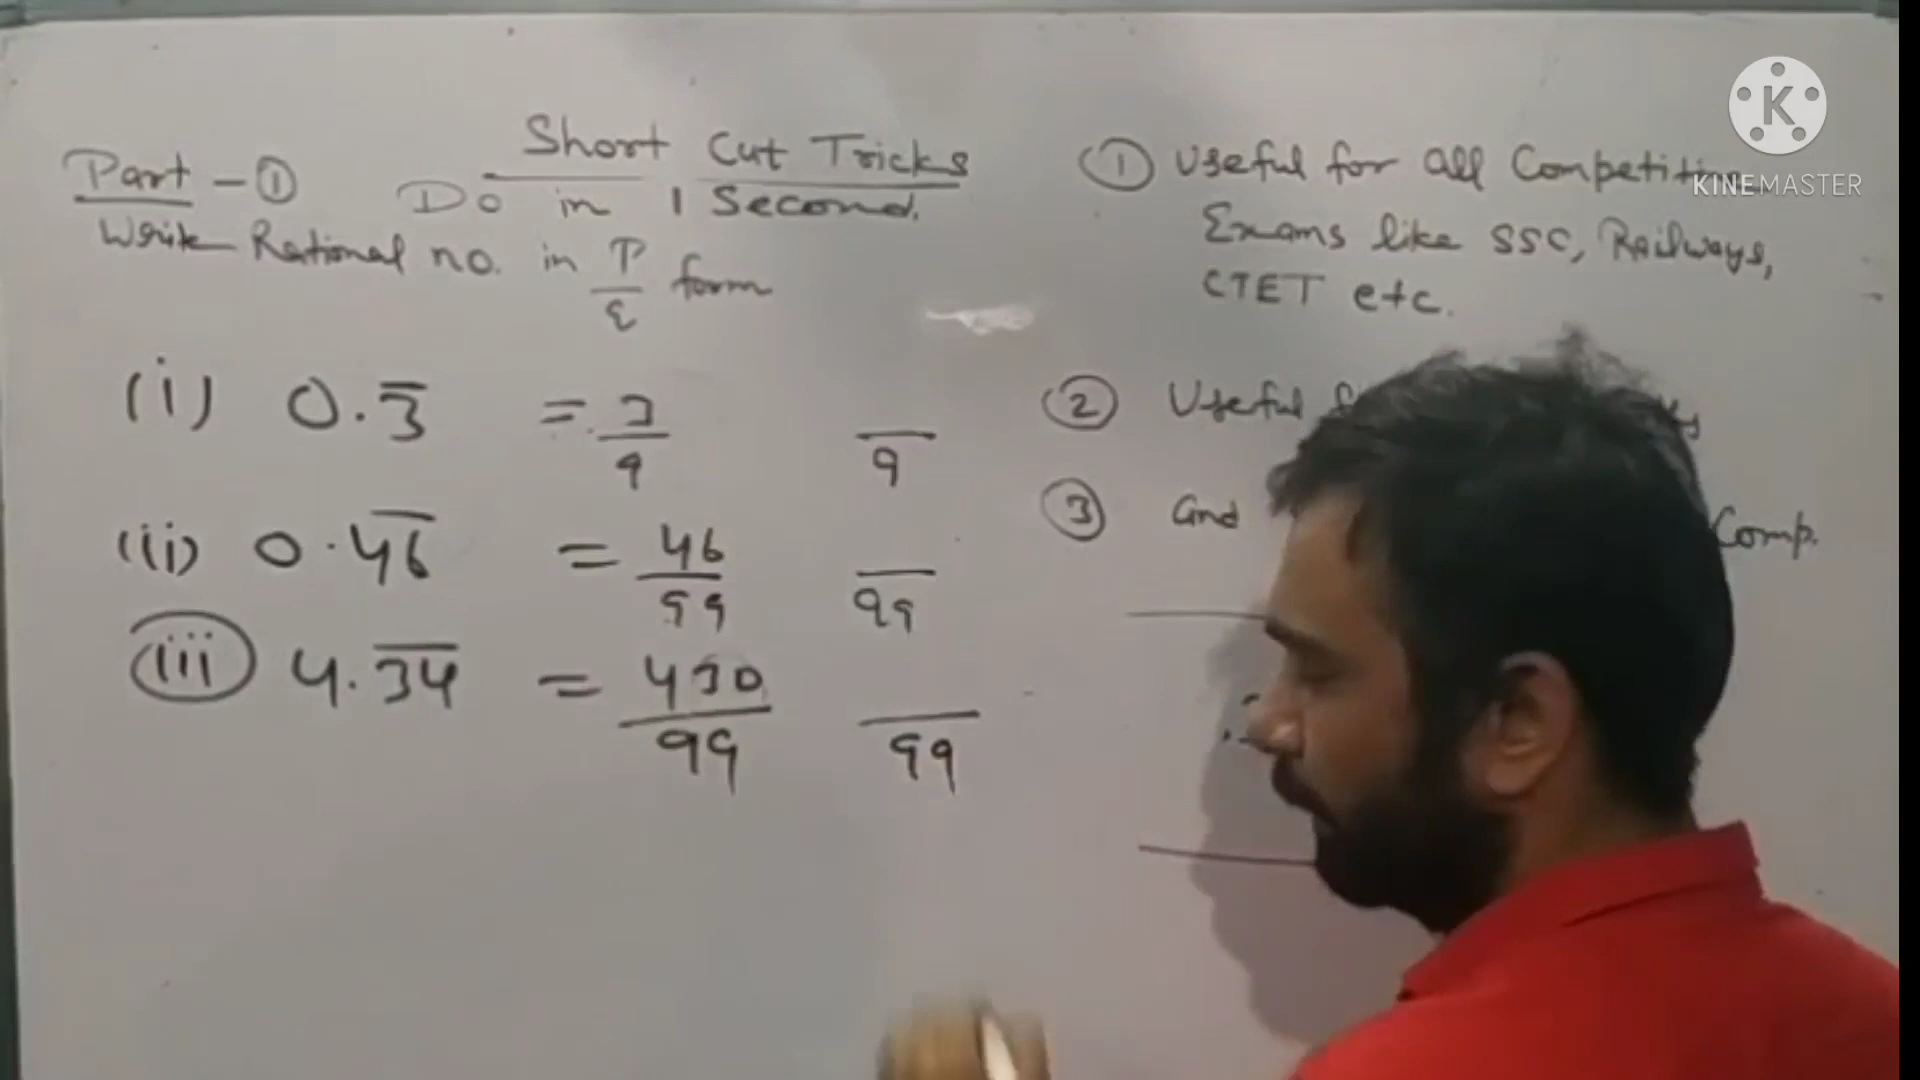 Short Cut Tricks
Part - ① Do in 1 Second.
Write Rational no. in P/q form
(i) 0.3̅ = 3/9 —/9
(ii) 0.4̅6̅ = 46/99 —/99
(iii) 4.3̅4̅ = 430/99 —/99
① Useful for all
Exams like SSC, Railways,
CTET etc.
② Useful
③ and Comp.
K
KINEMASTER